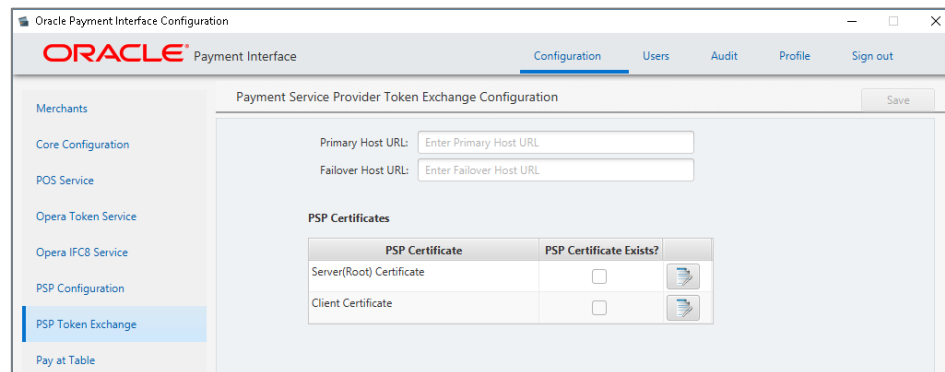 Oracle Payment Interface Configuration
ORACLE Payment Interface
Configuration Users Audit Profile Sign out
Merchants
Core Configuration
POS Service
Opera Token Service
Opera IFC8 Service
PSP Configuration
PSP Token Exchange
Pay at Table
Payment Service Provider Token Exchange Configuration
Save
Primary Host URL: Enter Primary Host URL
Failover Host URL: Enter Failover Host URL
PSP Certificates
PSP Certificate PSP Certificate Exists?
Server(Root) Certificate
Client Certificate